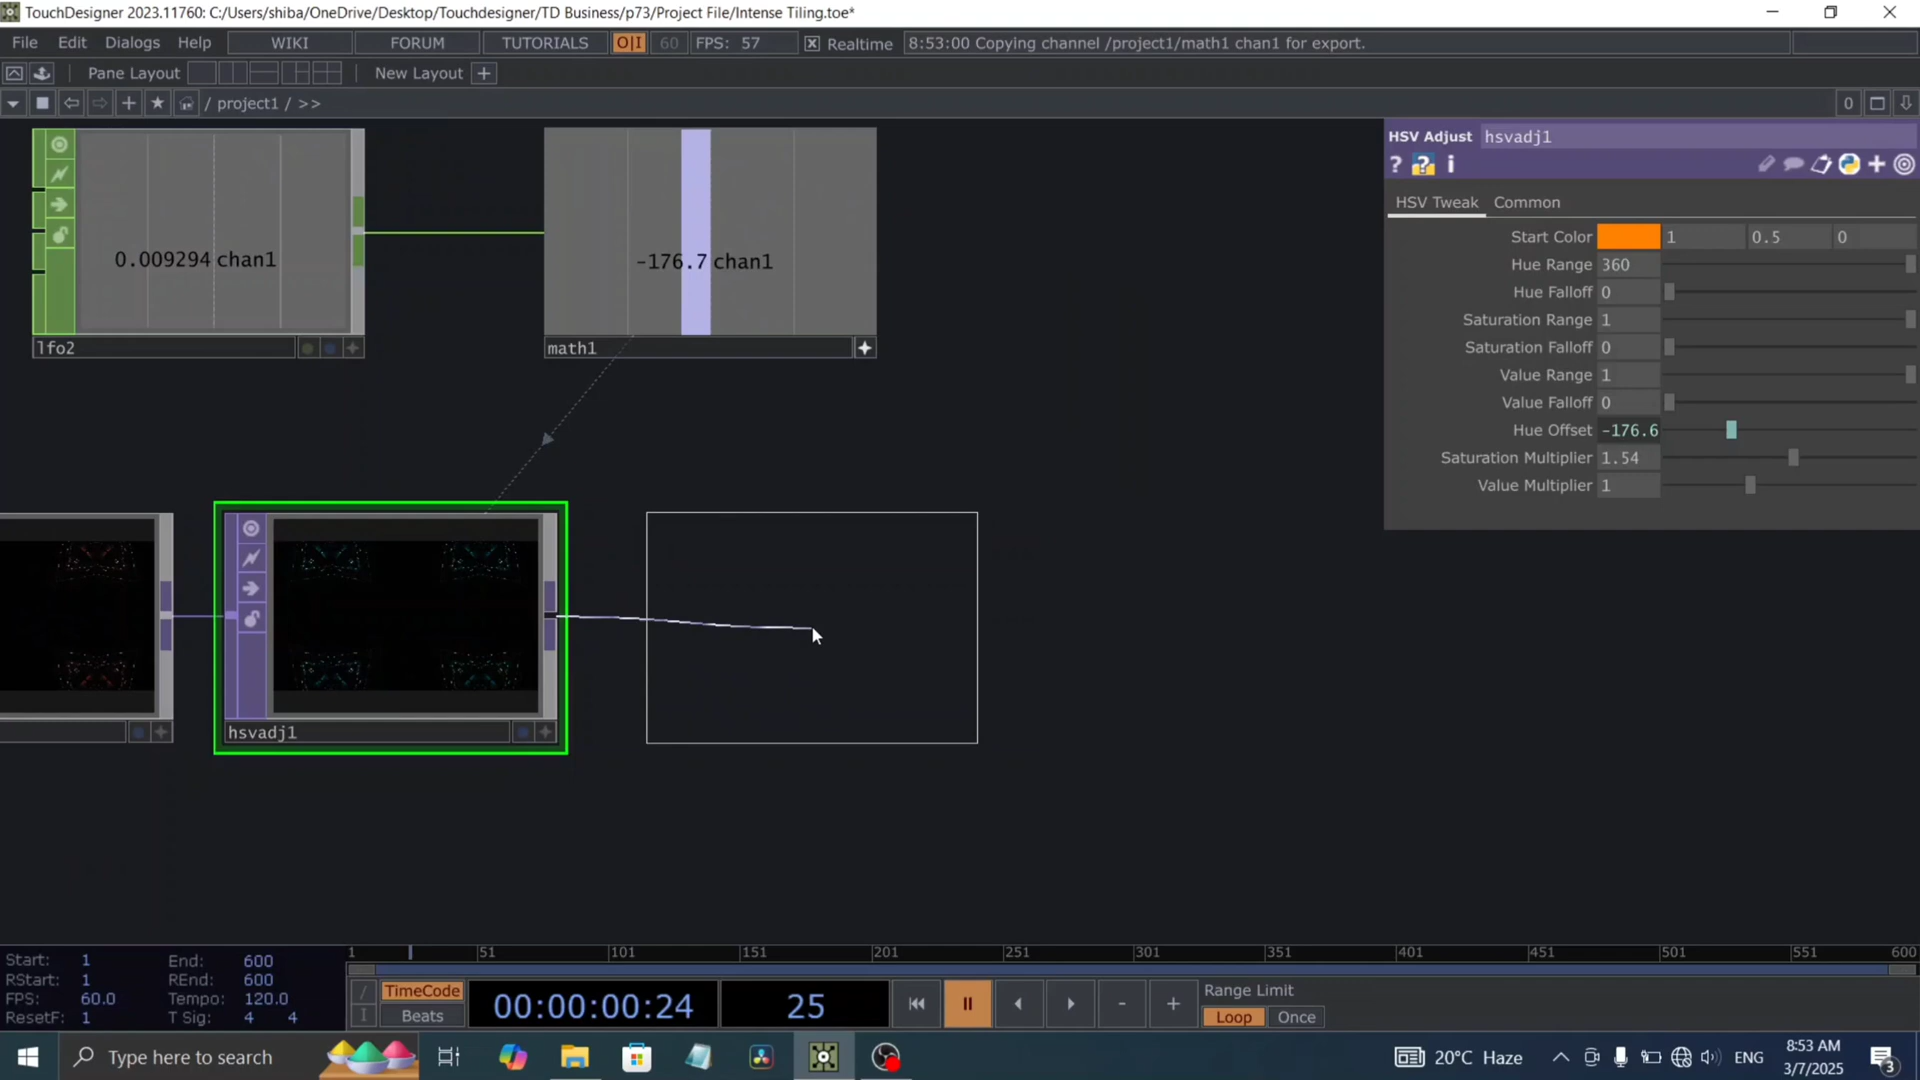 TouchDesigner 2023.11760: C:/Users/shiba/OneDrive/Desktop/Touchdesigner/TD Business/p73/Project File/Intense Tiling.toe*
File Edit Dialogs Help WIKI FORUM TUTORIALS O|I 60 FPS: 57 Realtime 8:53:00 Copying channel /project1/math1 chan1 for export.
Pane Layout New Layout +
/ project1 / >> 0
HSV Adjust hsvadj1
? ? i
HSV Tweak Common
Start Color 1 0.5 0
Hue Range 360
Hue Falloff 0
Saturation Range 1
Saturation Falloff 0
Value Range 1
Value Falloff 0
Hue Offset -176.6
Saturation Multiplier 1.54
Value Multiplier 1
0.009294 chan1
lfo2
-176.7 chan1
math1
hsvadj1
1 51 101 151 201 251 301 351 401 451 501 551 600
Start: 1 End: 600
RStart: 1 REnd: 600
FPS: 60.0 Tempo: 120.0
ResetF: 1 T Sig: 4 4
/ TimeCode
I Beats
00:00:00:24 25
- +
Range Limit
Loop Once
Type here to search
20°C Haze ENG
8:53 AM
3/7/2025
3